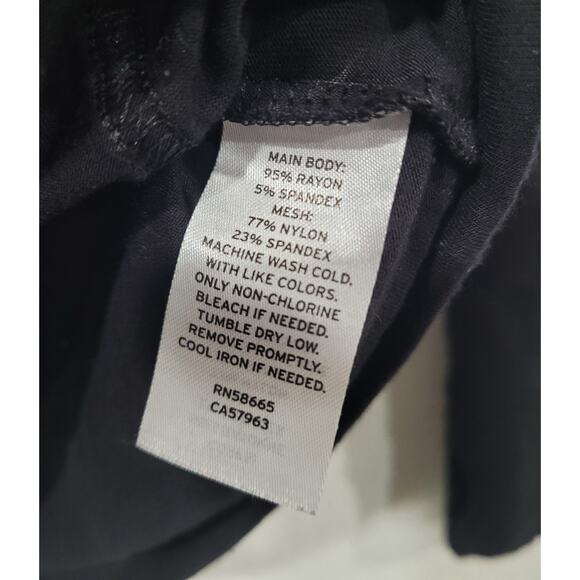 MAIN BODY:
95% RAYON
5% SPANDEX
MESH:
77% NYLON
23% SPANDEX
MACHINE WASH COLD.
WITH LIKE COLORS.
ONLY NON-CHLORINE
BLEACH IF NEEDED.
TUMBLE DRY LOW.
REMOVE PROMPTLY.
COOL IRON IF NEEDED.
RN58665
CA57963